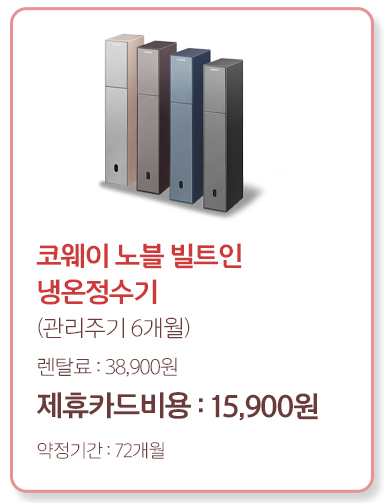 코웨이 노블 빌트인
냉온정수기
(관리주기 6개월)
렌탈료 : 38,900원
제휴카드비용 : 15,900원
약정기간 : 72개월